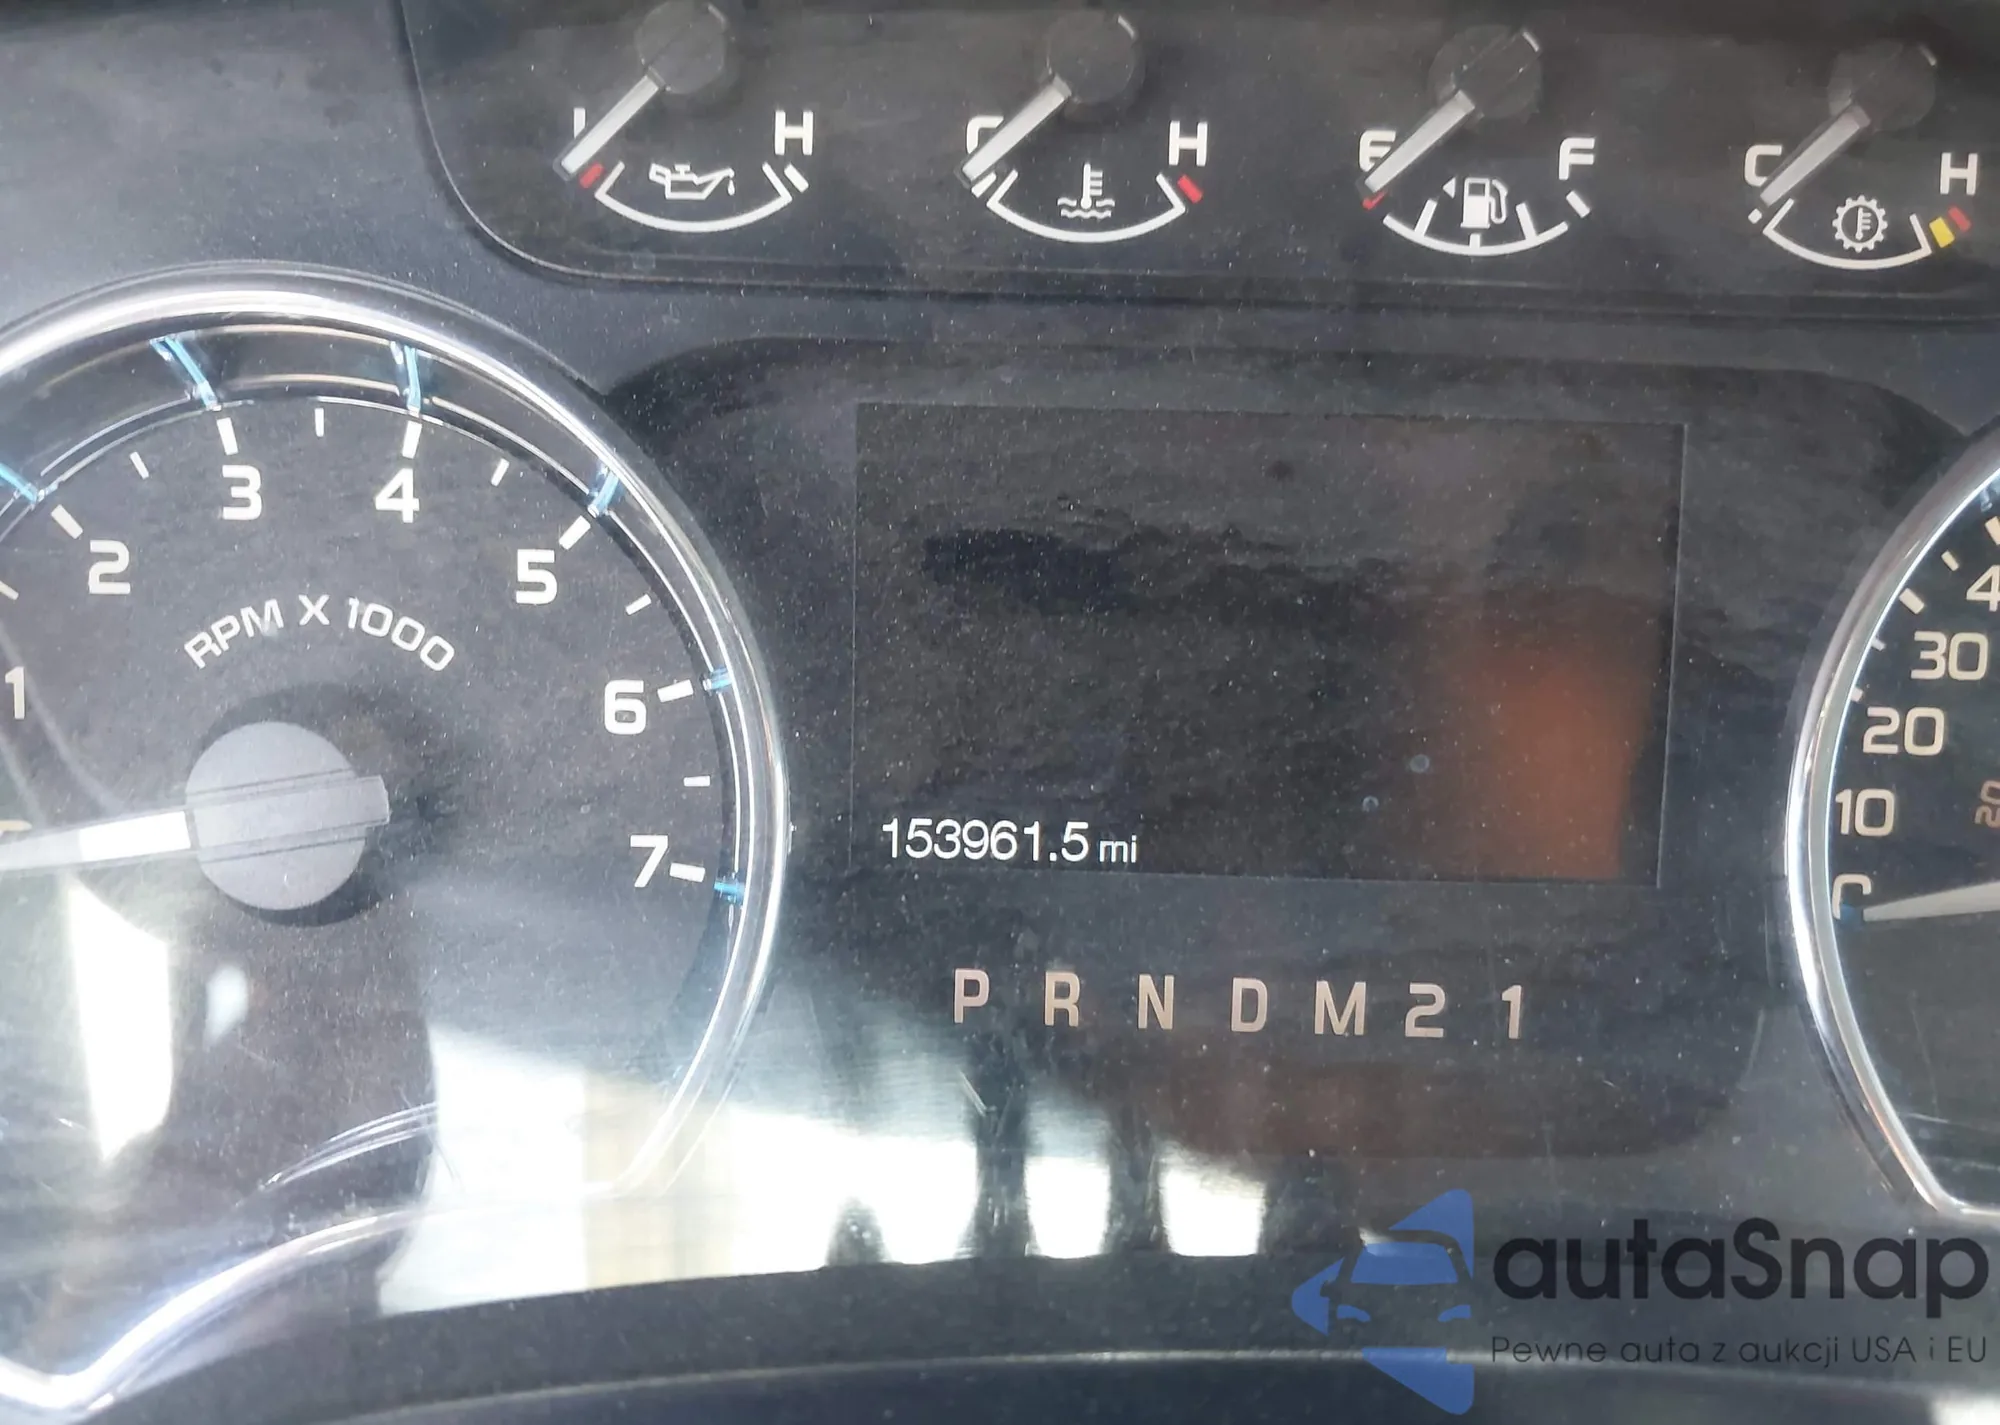 H
H
E F
C H
3 4
2 5
RPM X 1000
1
6
7
153961.5 mi
30
20
10
P R N D M 2 1
autaSnap
Pewne auta z aukcji USA i EU